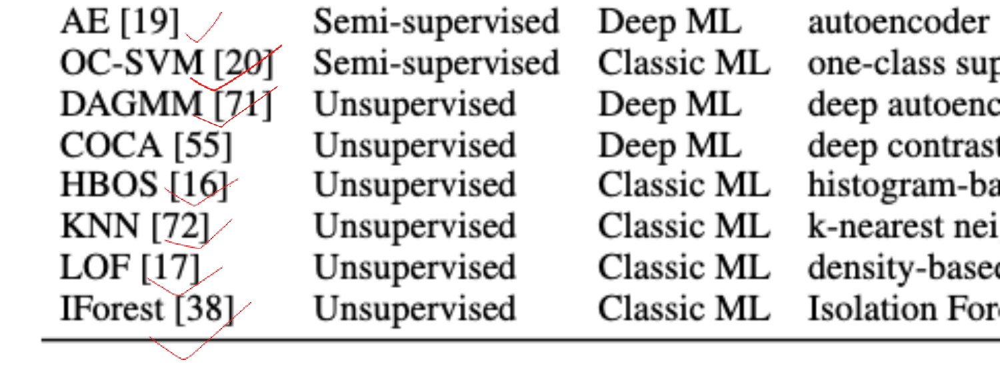 AE [19] Semi-supervised Deep ML autoencoder
OC-SVM [20] Semi-supervised Classic ML one-class sup
DAGMM [71] Unsupervised Deep ML deep autoenc
COCA [55] Unsupervised Deep ML deep contrast
HBOS [16] Unsupervised Classic ML histogram-ba
KNN [72] Unsupervised Classic ML k-nearest nei
LOF [17] Unsupervised Classic ML density-based
IForest [38] Unsupervised Classic ML Isolation For